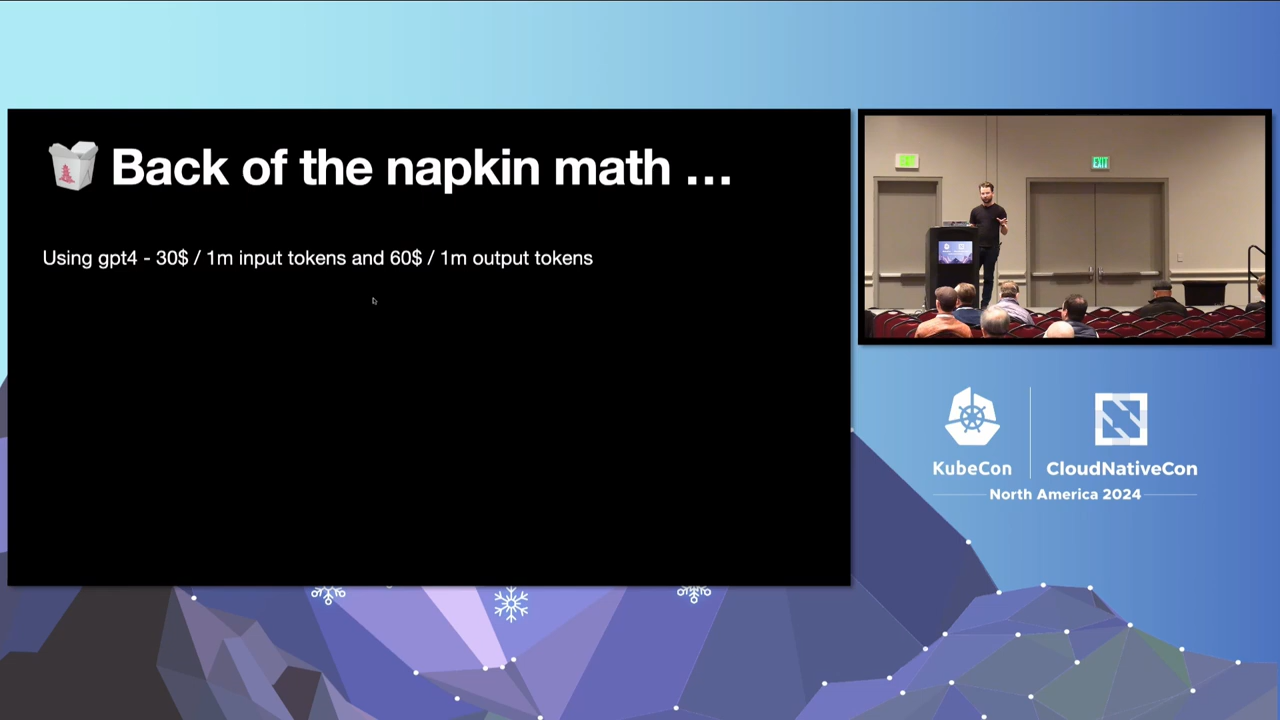 Back of the napkin math ...
Using gpt4 - 30$ / 1m input tokens and 60$ / 1m output tokens
EXIT
KubeCon
CloudNativeCon
North America 2024